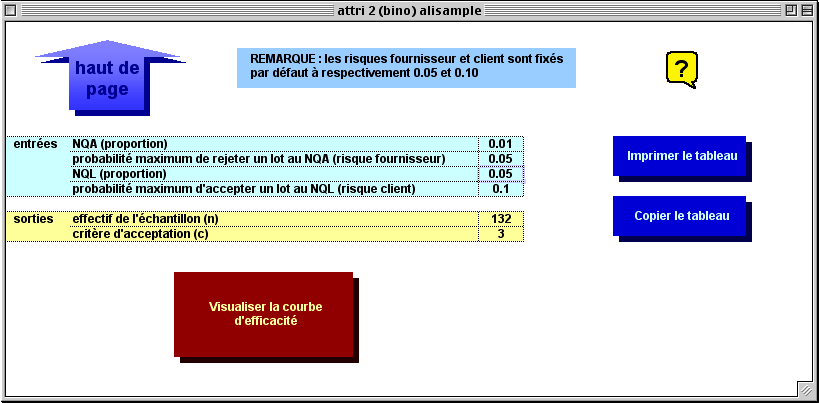 attri 2 (bino) alisample
haut de
page
REMARQUE : les risques fournisseur et client sont fixés
par défaut à respectivement 0.05 et 0.10
?
entrées NQA (proportion) 0.01
probabilité maximum de rejeter un lot au NQA (risque fournisseur) 0.05
NQL (proportion) 0.05
probabilité maximum d'accepter un lot au NQL (risque client) 0.1
Imprimer le tableau
Copier le tableau
sorties effectif de l'échantillon (n) 132
critère d'acceptation (c) 3
Visualiser la courbe
d'efficacité